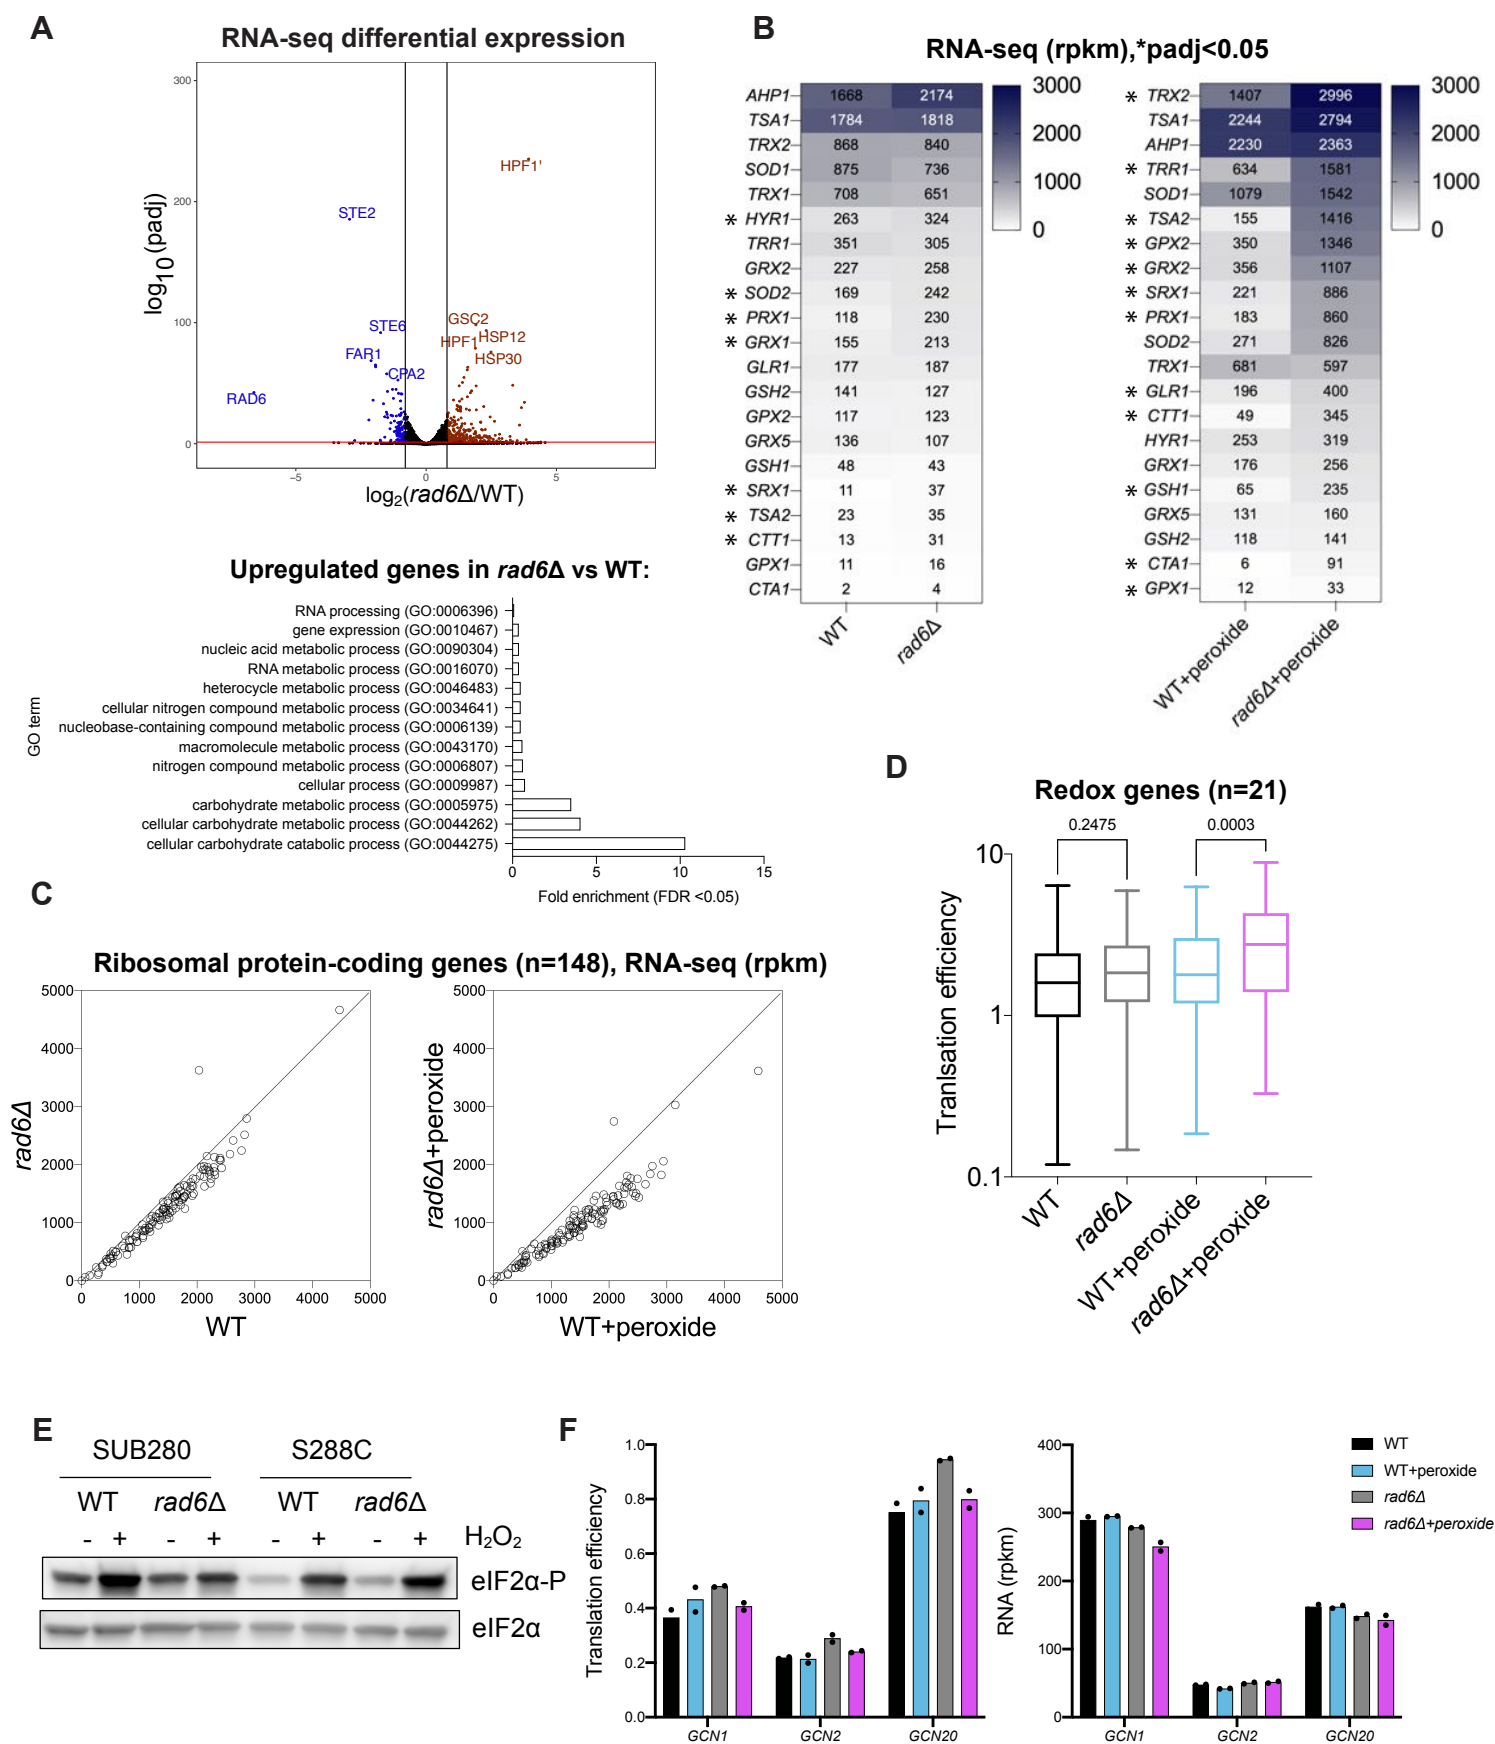 A
RNA-seq differential expression
log10(padj)
300
200
100
0
HPF1'
STE2
STE6
GSC2
HPF1
HSP12
FAR1
HSP30
CPA2
RAD6
−5
0
5
log2(rad6Δ/WT)
Upregulated genes in rad6Δ vs WT:
GO term
RNA processing (GO:0006396)
gene expression (GO:0010467)
nucleic acid metabolic process (GO:0090304)
RNA metabolic process (GO:0016070)
heterocycle metabolic process (GO:0046483)
cellular nitrogen compound metabolic process (GO:0034641)
nucleobase-containing compound metabolic process (GO:0006139)
macromolecule metabolic process (GO:0043170)
nitrogen compound metabolic process (GO:0006807)
cellular process (GO:0009987)
carbohydrate metabolic process (GO:0005975)
cellular carbohydrate metabolic process (GO:0044262)
cellular carbohydrate catabolic process (GO:0044275)
0 5 10 15
Fold enrichment (FDR <0.05)
B
RNA-seq (rpkm),*padj<0.05
AHP1 1668 2174
TSA1 1784 1818
TRX2 868 840
SOD1 875 736
TRX1 708 651
* HYR1 263 324
TRR1 351 305
GRX2 227 258
* SOD2 169 242
* PRX1 118 230
* GRX1 155 213
GLR1 177 187
GSH2 141 127
GPX2 117 123
GRX5 136 107
GSH1 48 43
* SRX1 11 37
* TSA2 23 35
* CTT1 13 31
GPX1 11 16
CTA1 2 4
WT
rad6Δ
3000
2000
1000
0
* TRX2 1407 2996
TSA1 2244 2794
AHP1 2230 2363
* TRR1 634 1581
SOD1 1079 1542
* TSA2 155 1416
* GPX2 350 1346
* GRX2 356 1107
* SRX1 221 886
* PRX1 183 860
SOD2 271 826
TRX1 681 597
* GLR1 196 400
* CTT1 49 345
HYR1 253 319
GRX1 176 256
* GSH1 65 235
GRX5 131 160
GSH2 118 141
* CTA1 6 91
* GPX1 12 33
WT+peroxide
rad6Δ+peroxide
3000
2000
1000
0
C
Ribosomal protein-coding genes (n=148), RNA-seq (rpkm)
rad6Δ
5000
4000
3000
2000
1000
0
0 1000 2000 3000 4000 5000
WT
rad6Δ+peroxide
5000
4000
3000
2000
1000
0
0 1000 2000 3000 4000 5000
WT+peroxide
D
Redox genes (n=21)
0.2475
0.0003
Tranlsation efficiency
10
1
0.1
WT
rad6Δ
WT+peroxide
rad6Δ+peroxide
E
SUB280 S288C
WT rad6Δ WT rad6Δ
- + - + - + - + H2O2
eIF2α-P
eIF2α
F
Translation efficiency
1.0
0.8
0.6
0.4
0.2
0.0
GCN1 GCN2 GCN20
RNA (rpkm)
400
300
200
100
0
GCN1 GCN2 GCN20
WT
WT+peroxide
rad6Δ
rad6Δ+peroxide